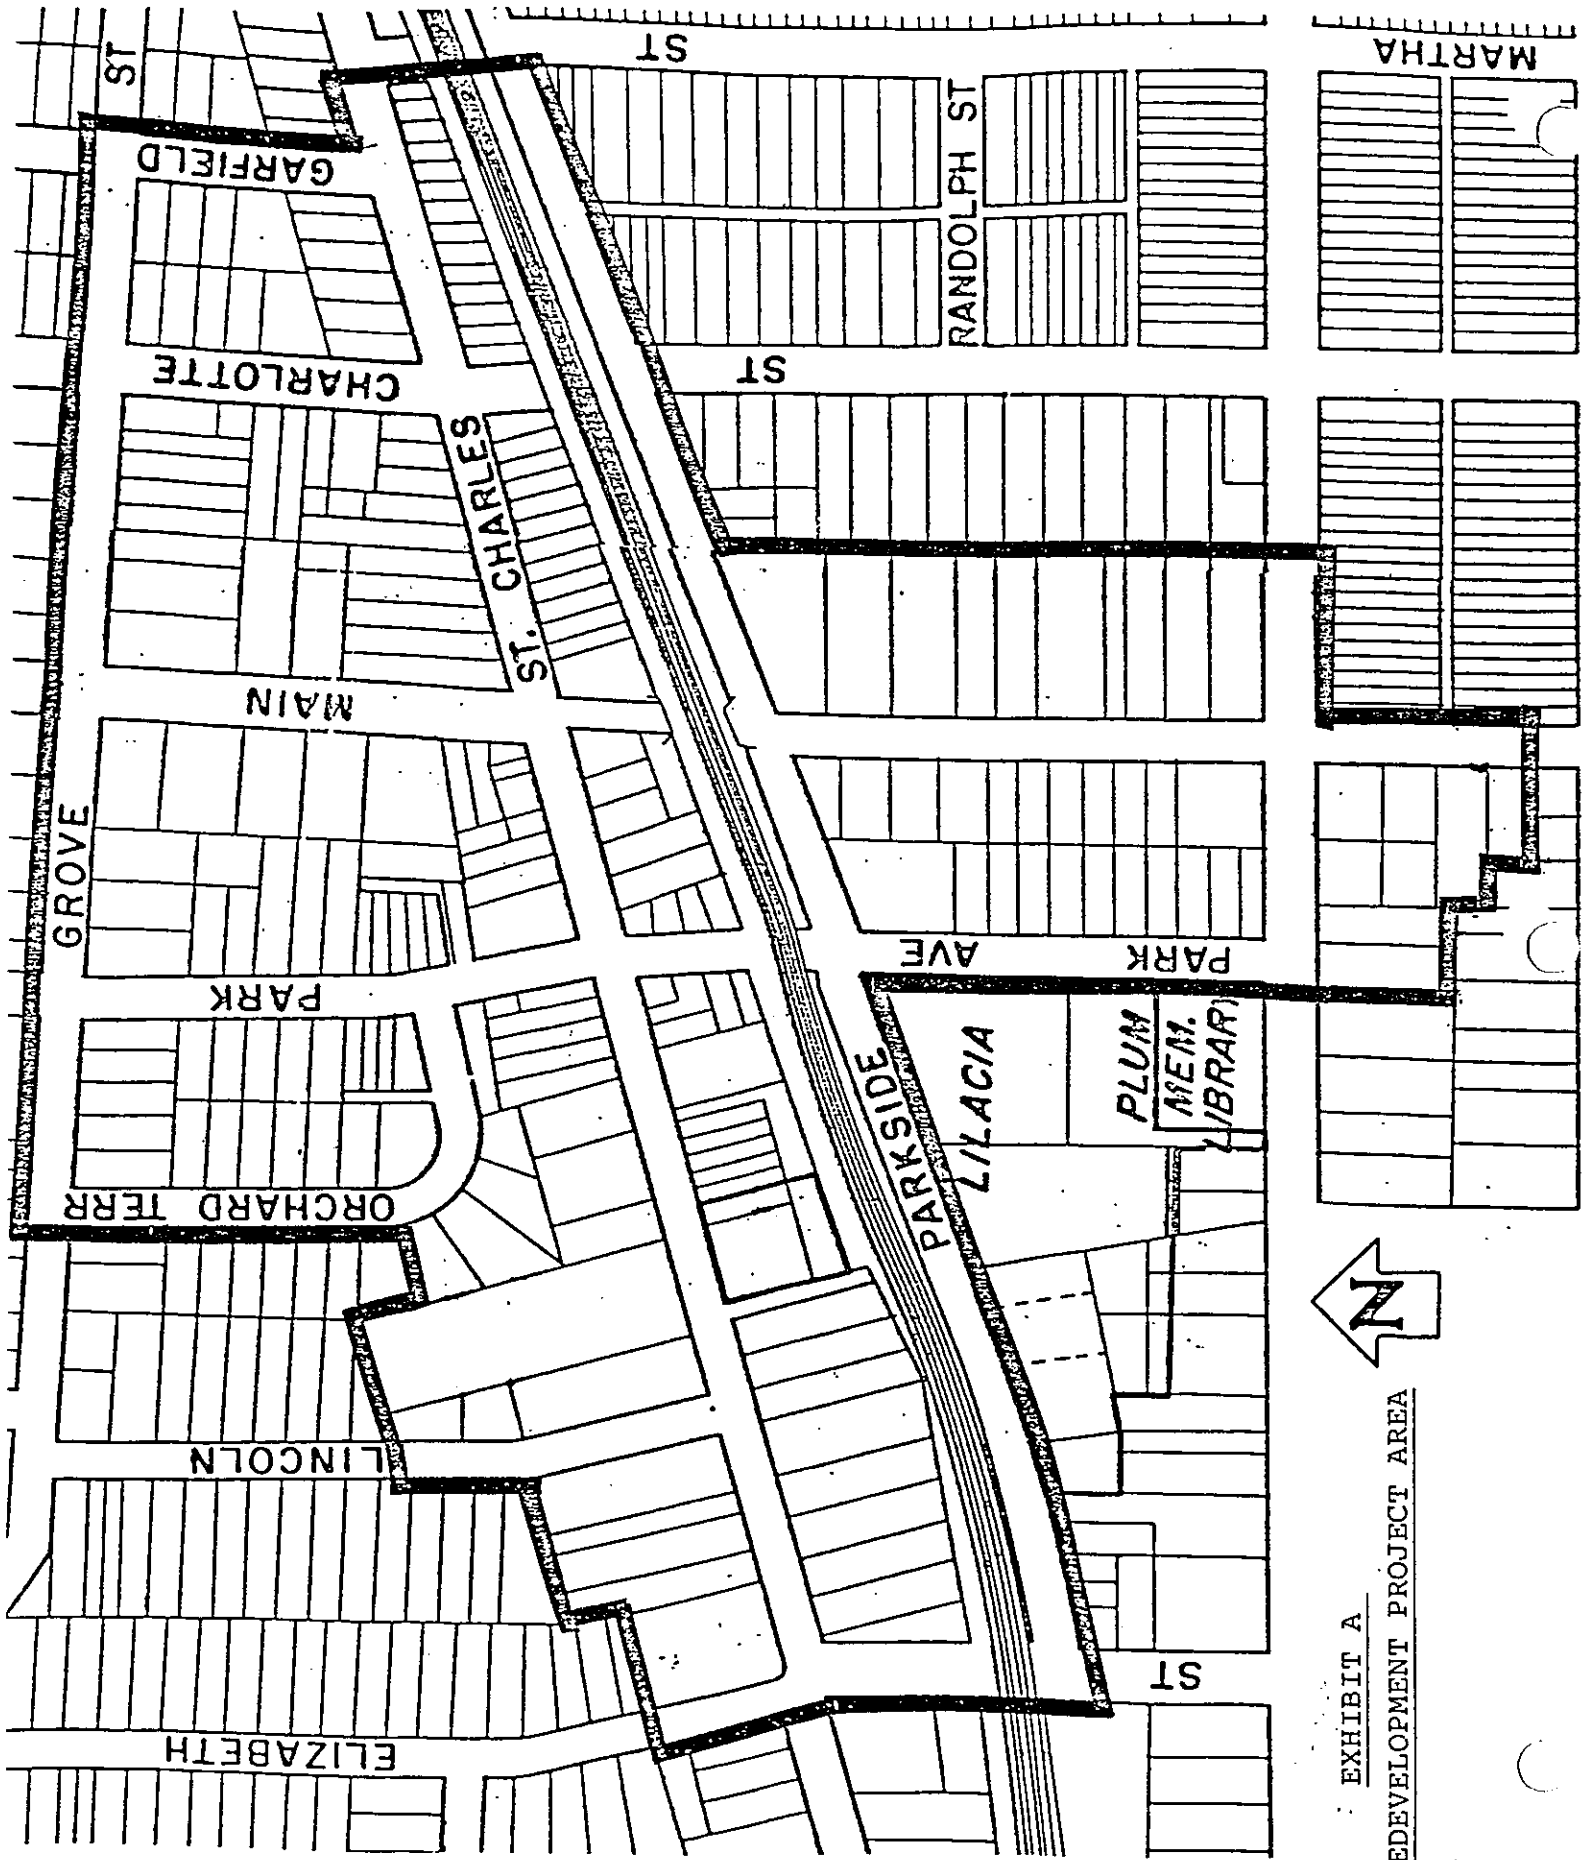 ST
MARTHA
ST
GARFIELD
RANDOLPH ST
CHARLOTTE
ST
ST. CHARLES
MAIN
GROVE
PARK
AVE
PARK
LILACIA
PLUM
MEM.
LIBRARY
PARKSIDE
ORCHARD TERR
LINCOLN
ST
ELIZABETH
N
EXHIBIT A
EDEVELOPMENT PROJECT AREA